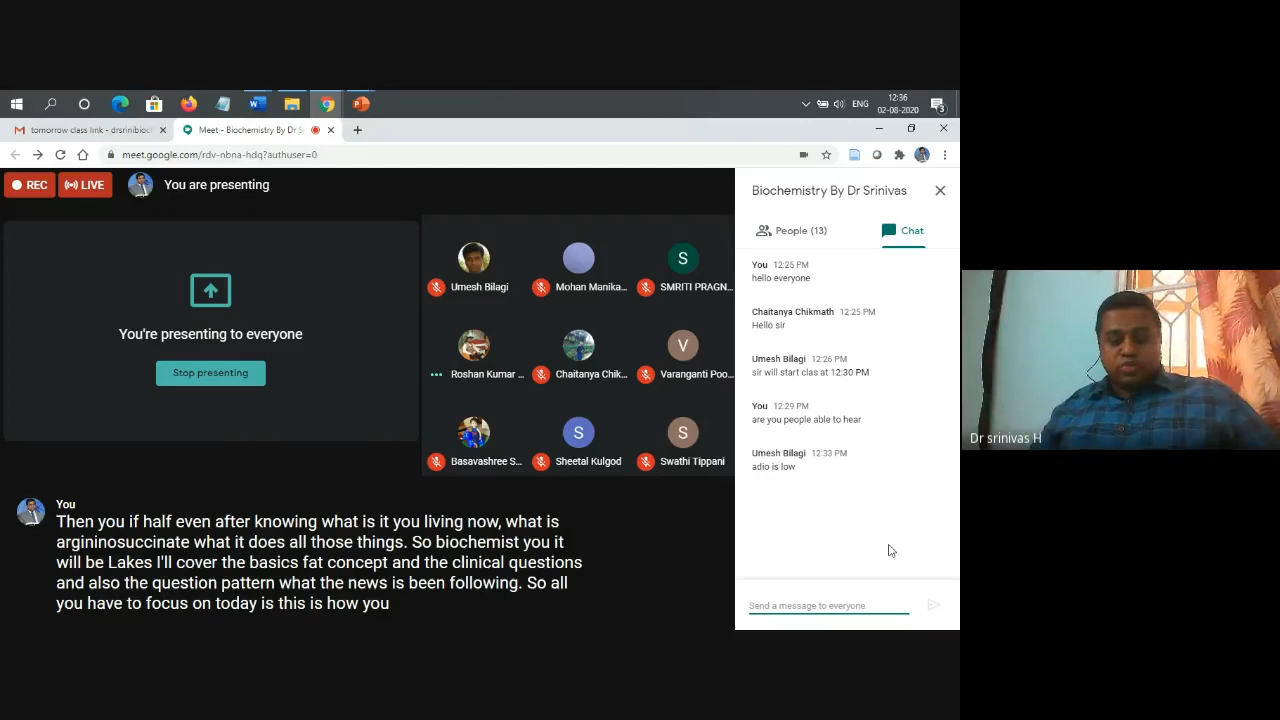 12:36
ENG
02-08-2020
3
tomorrow class link - drsrinibioc
Meet - Biochemistry By Dr S
meet.google.com/rdv-nbna-hdq?authuser=0
REC
LIVE
You are presenting
Biochemistry By Dr Srinivas
People (13)
Chat
You're presenting to everyone
Stop presenting
Umesh Bilagi
Mohan Manika...
S
SMRITI PRAGN...
Roshan Kumar ...
Chaitanya Chik...
V
Varanganti Poo...
Basavashree S...
S
Sheetal Kulgod
S
Swathi Tippani
You 12:25 PM
hello everyone
Chaitanya Chikmath 12:25 PM
Hello sir
Umesh Bilagi 12:26 PM
sir will start clas at 12:30 PM
You 12:29 PM
are you people able to hear
Umesh Bilagi 12:33 PM
adio is low
Send a message to everyone
Dr srinivas H
You
Then you if half even after knowing what is it you living now, what is
argininosuccinate what it does all those things. So biochemist you it
will be Lakes I'll cover the basics fat concept and the clinical questions
and also the question pattern what the news is been following. So all
you have to focus on today is this is how you